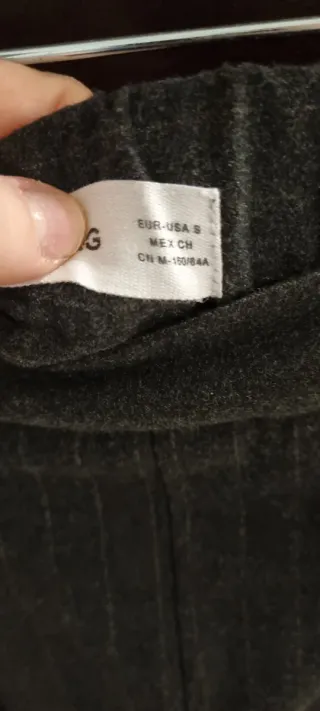 G
EUR-USA S
MEX CH
CN M-160/84A